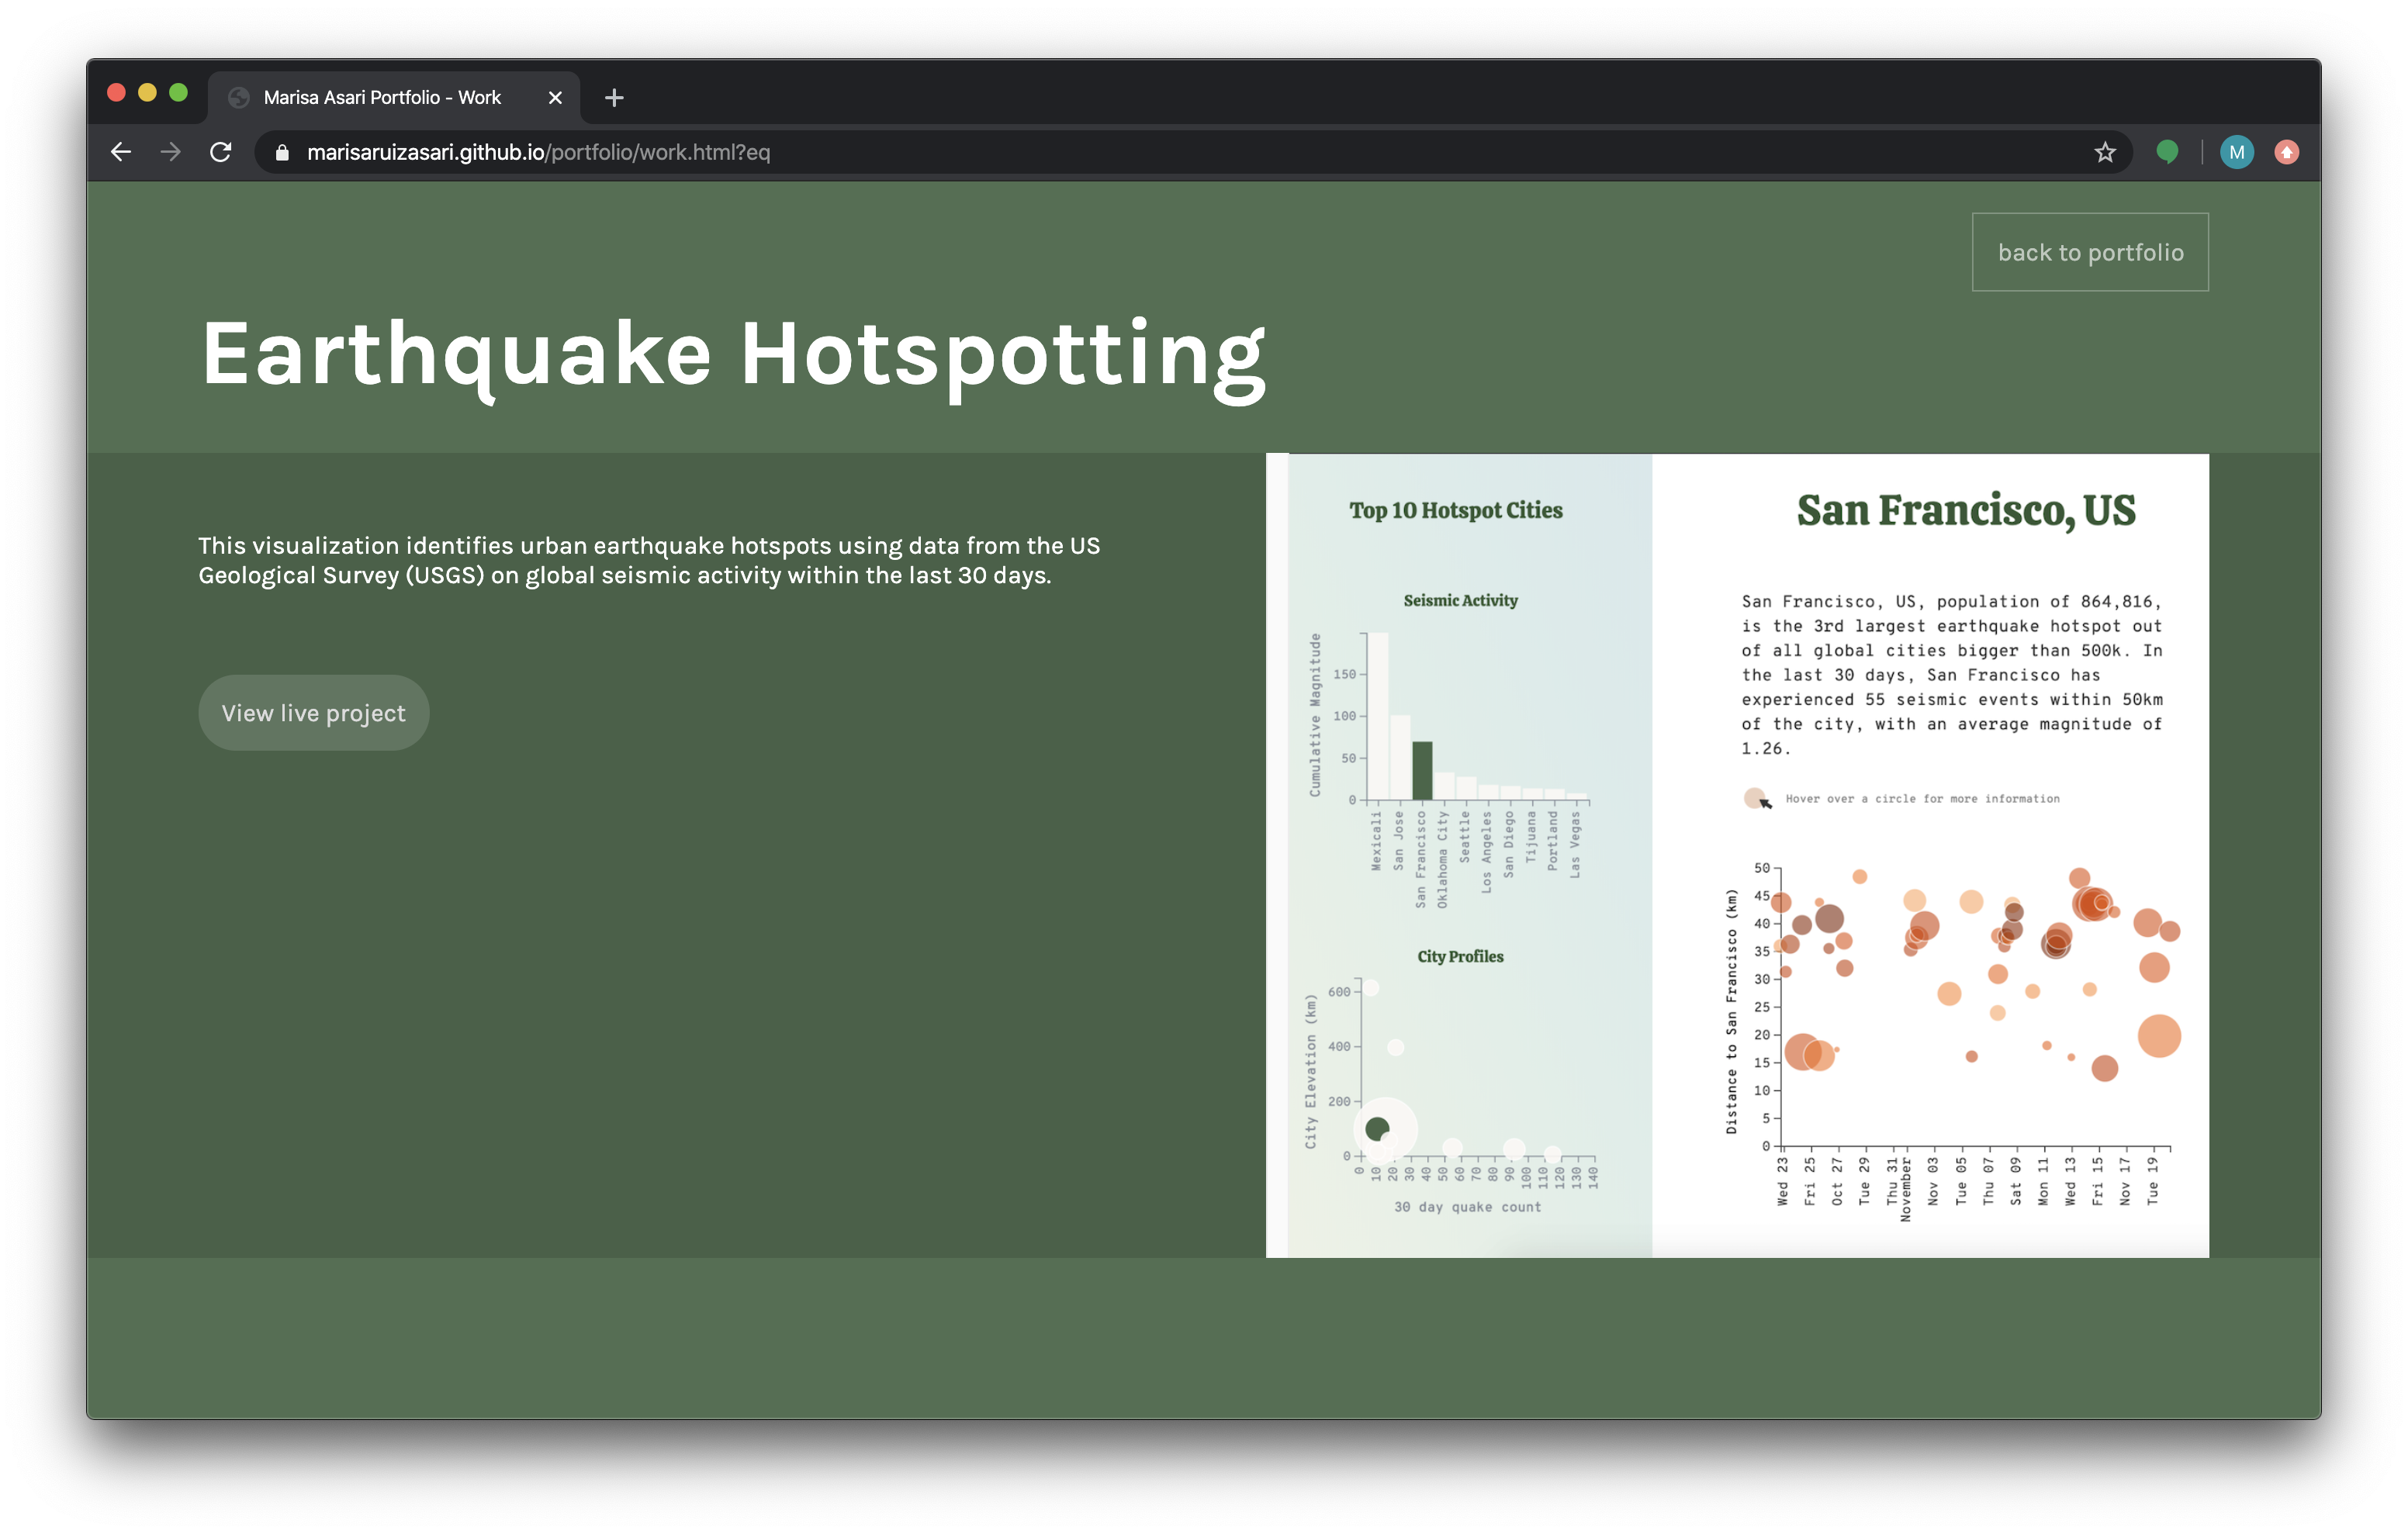 Marisa Asari Portfolio - Work
marisaruizasari.github.io/portfolio/work.html?eq
M
back to portfolio
Earthquake Hotspotting
This visualization identifies urban earthquake hotspots using data from the US
Geological Survey (USGS) on global seismic activity within the last 30 days.
View live project
Top 10 Hotspot Cities
Seismic Activity
Cumulative Magnitude
150
100
50
0
Mexicali
San Jose
San Francisco
Oklahoma City
Seattle
Los Angeles
San Diego
Tijuana
Portland
Las Vegas
City Profiles
City Elevation (km)
600
400
200
0
0
10
20
30
40
50
60
70
80
90
100
110
120
130
140
30 day quake count
San Francisco, US
San Francisco, US, population of 864,816,
is the 3rd largest earthquake hotspot out
of all global cities bigger than 500k. In
the last 30 days, San Francisco has
experienced 55 seismic events within 50km
of the city, with an average magnitude of
1.26.
Hover over a circle for more information
Distance to San Francisco (km)
50
45
40
35
30
25
20
15
10
5
0
Wed 23
Fri 25
Oct 27
Tue 29
Thu 31
November
Nov 03
Tue 05
Thu 07
Sat 09
Mon 11
Wed 13
Fri 15
Nov 17
Tue 19